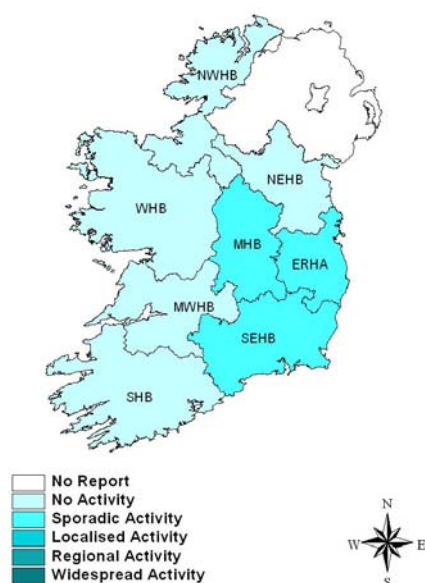 NWHB
NEHB
WHB
MHB
ERHA
MWHB
SEHB
SHB
No Report
No Activity
Sporadic Activity
Localised Activity
Regional Activity
Widespread Activity
N
W E
S